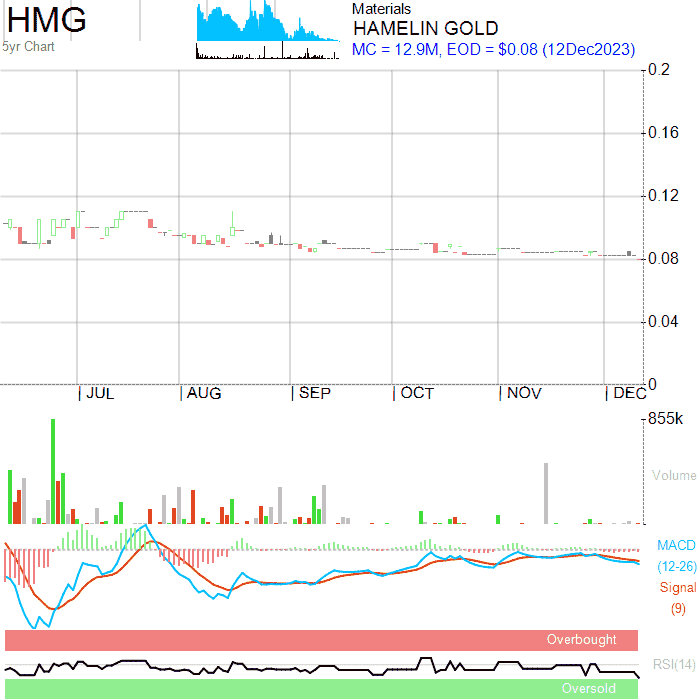 HMG
5yr Chart
Materials
HAMELIN GOLD
MC = 12.9M, EOD = $0.08 (12Dec2023)
0.2
0.16
0.12
0.08
0.04
0
JUL AUG SEP OCT NOV DEC
855k
Volume
MACD
(12-26)
Signal
(9)
Overbought
RSI(14)
Oversold